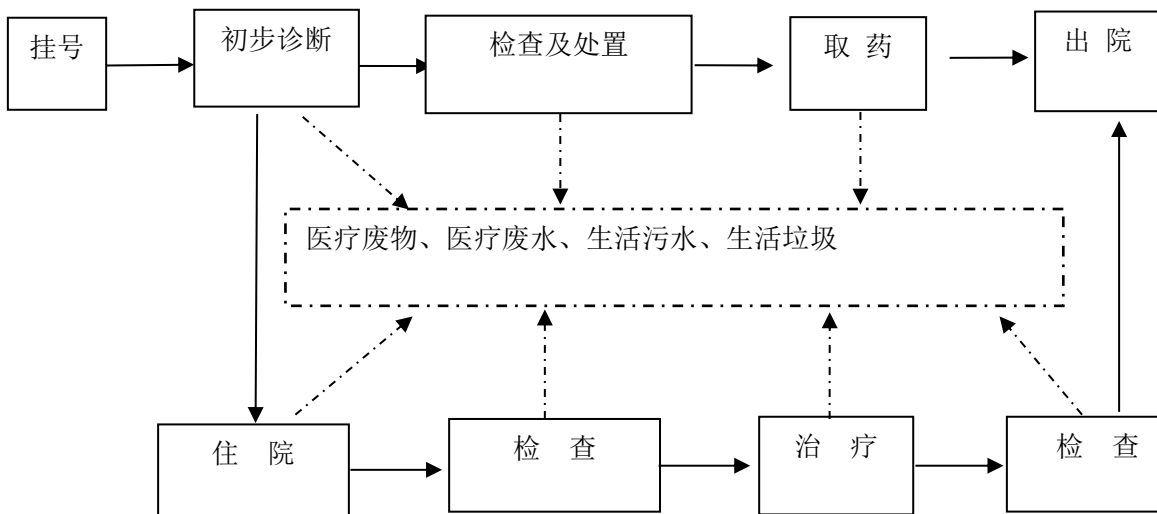 挂号
初步诊断
检查及处置
取 药
出 院
医疗废物、医疗废水、生活污水、生活垃圾
住 院
检 查
治 疗
检 查